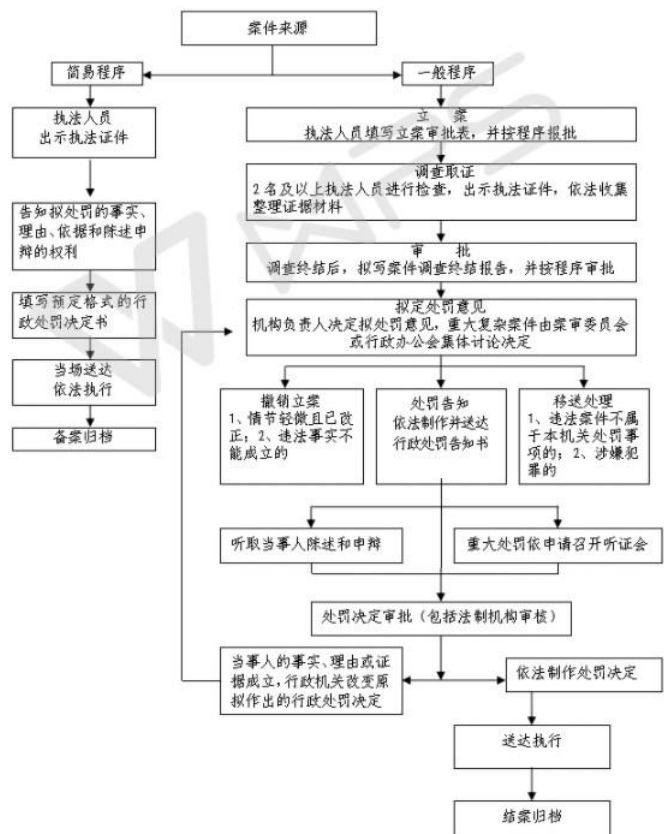 案件来源
简易程序
一般程序
执法人员
出示执法证件
立 案
执法人员填写立案审批表，并按程序报批
调查取证
2名及以上执法人员进行检查，出示执法证件，依法收集
整理证据材料
告知拟处罚的事实、
理由、依据和陈述申
辩的权利
审 批
调查终结后，拟写案件调查终结报告，并按程序审批
填写预定格式的行
政处罚决定书
拟定处罚意见
机构负责人决定拟处罚意见，重大复杂案件由案审委员会
或行政办公会集体讨论决定
当场送达
依法执行
备案归档
撤销立案
1、情节轻微且已改
正；2、违法事实不
能成立的
处罚告知
依法制作并送达
行政处罚告知书
移送处理
1、违法案件不属
于本机关处罚事
项的；2、涉嫌犯
罪的
听取当事人陈述和申辩
重大处罚依申请召开听证会
处罚决定审批（包括法制机构审核）
当事人的事实、理由或证
据成立，行政机关改变原
拟作出的行政处罚决定
依法制作处罚决定
送达执行
结案归档
WPS